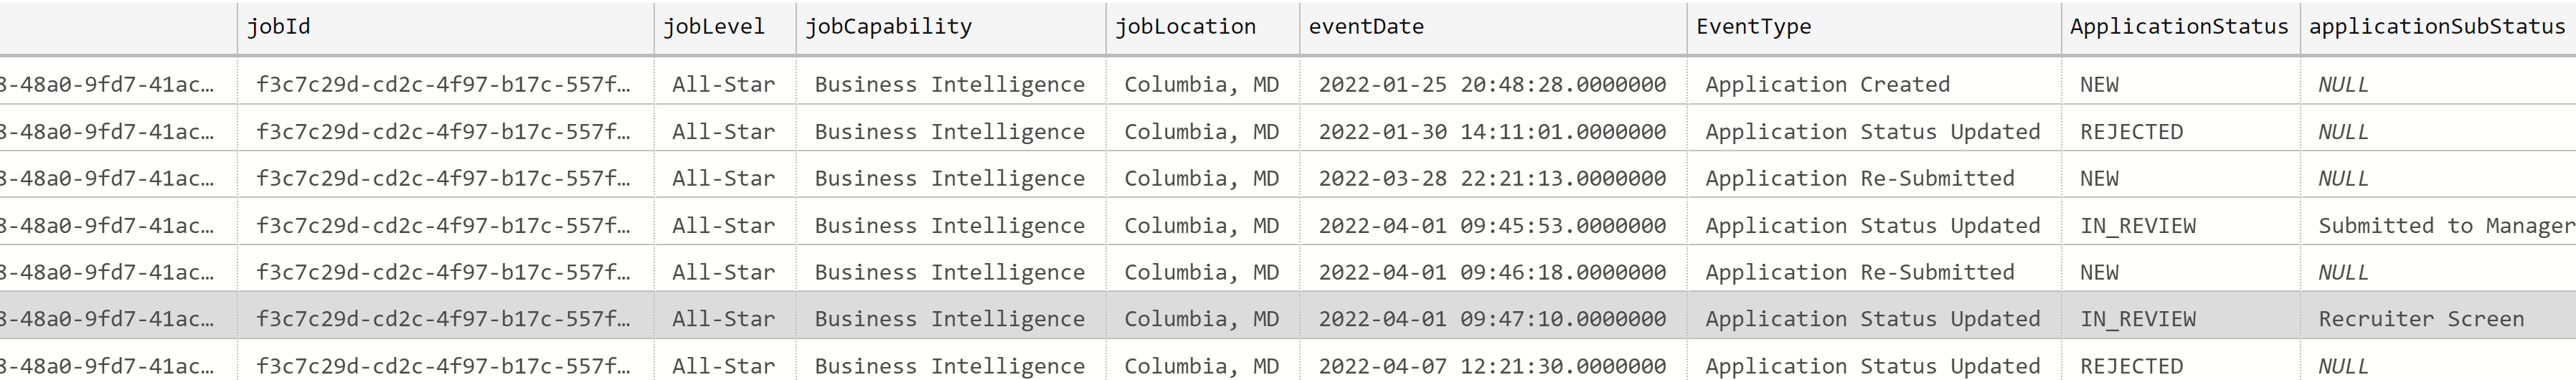 jobId jobLevel jobCapability jobLocation eventDate EventType ApplicationStatus applicationSubStatus
8-48a0-9fd7-41ac… f3c7c29d-cd2c-4f97-b17c-557f… All-Star Business Intelligence Columbia, MD 2022-01-25 20:48:28.0000000 Application Created NEW NULL
8-48a0-9fd7-41ac… f3c7c29d-cd2c-4f97-b17c-557f… All-Star Business Intelligence Columbia, MD 2022-01-30 14:11:01.0000000 Application Status Updated REJECTED NULL
8-48a0-9fd7-41ac… f3c7c29d-cd2c-4f97-b17c-557f… All-Star Business Intelligence Columbia, MD 2022-03-28 22:21:13.0000000 Application Re-Submitted NEW NULL
8-48a0-9fd7-41ac… f3c7c29d-cd2c-4f97-b17c-557f… All-Star Business Intelligence Columbia, MD 2022-04-01 09:45:53.0000000 Application Status Updated IN_REVIEW Submitted to Manager
8-48a0-9fd7-41ac… f3c7c29d-cd2c-4f97-b17c-557f… All-Star Business Intelligence Columbia, MD 2022-04-01 09:46:18.0000000 Application Re-Submitted NEW NULL
8-48a0-9fd7-41ac… f3c7c29d-cd2c-4f97-b17c-557f… All-Star Business Intelligence Columbia, MD 2022-04-01 09:47:10.0000000 Application Status Updated IN_REVIEW Recruiter Screen
8-48a0-9fd7-41ac… f3c7c29d-cd2c-4f97-b17c-557f… All-Star Business Intelligence Columbia, MD 2022-04-07 12:21:30.0000000 Application Status Updated REJECTED NULL